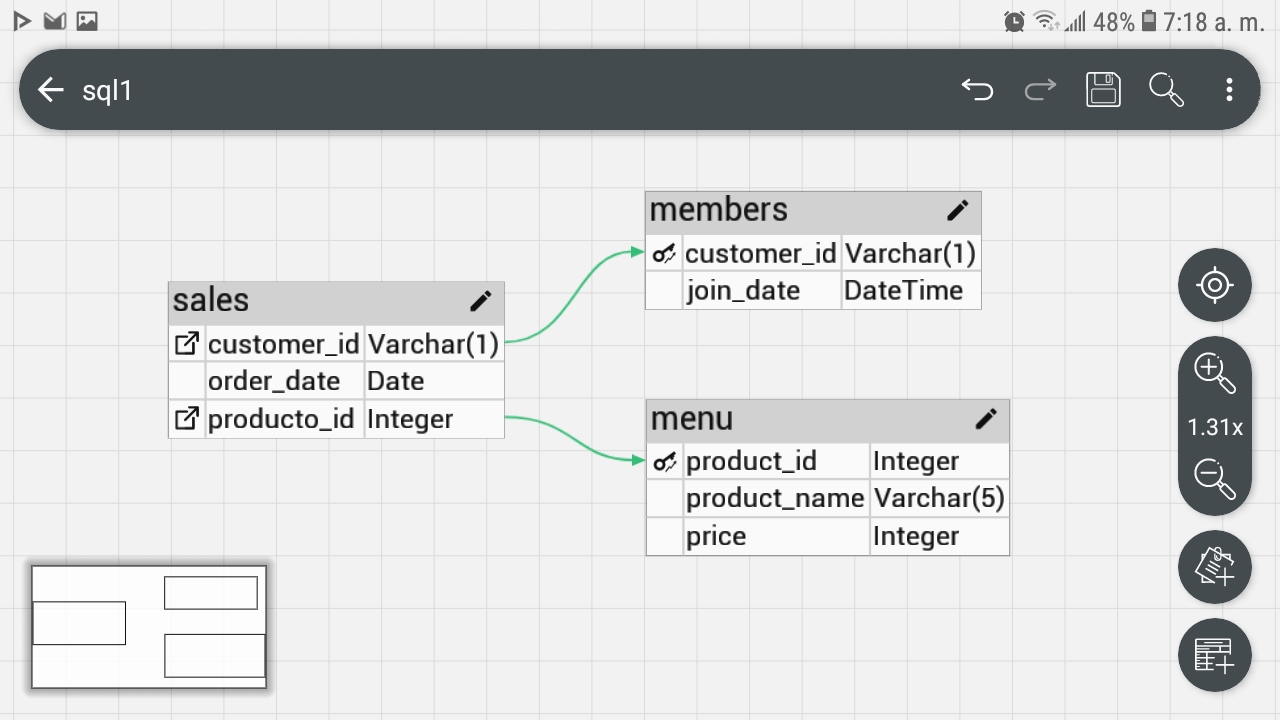 48% 7:18 a. m.
sql1
members
customer_id Varchar(1)
join_date DateTime
sales
customer_id Varchar(1)
order_date Date
producto_id Integer
menu
product_id Integer
product_name Varchar(5)
price Integer
1.31x